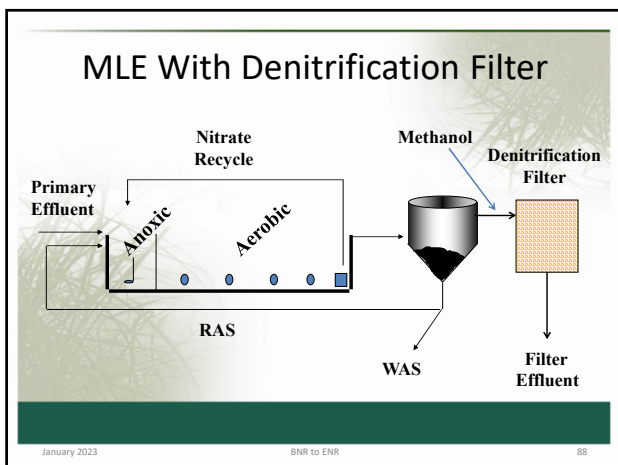 MLE With Denitrification Filter
Nitrate
Recycle
Methanol
Denitrification
Filter
Primary
Effluent
Anoxic
Aerobic
RAS
WAS
Filter
Effluent
January 2023
BNR to ENR
88